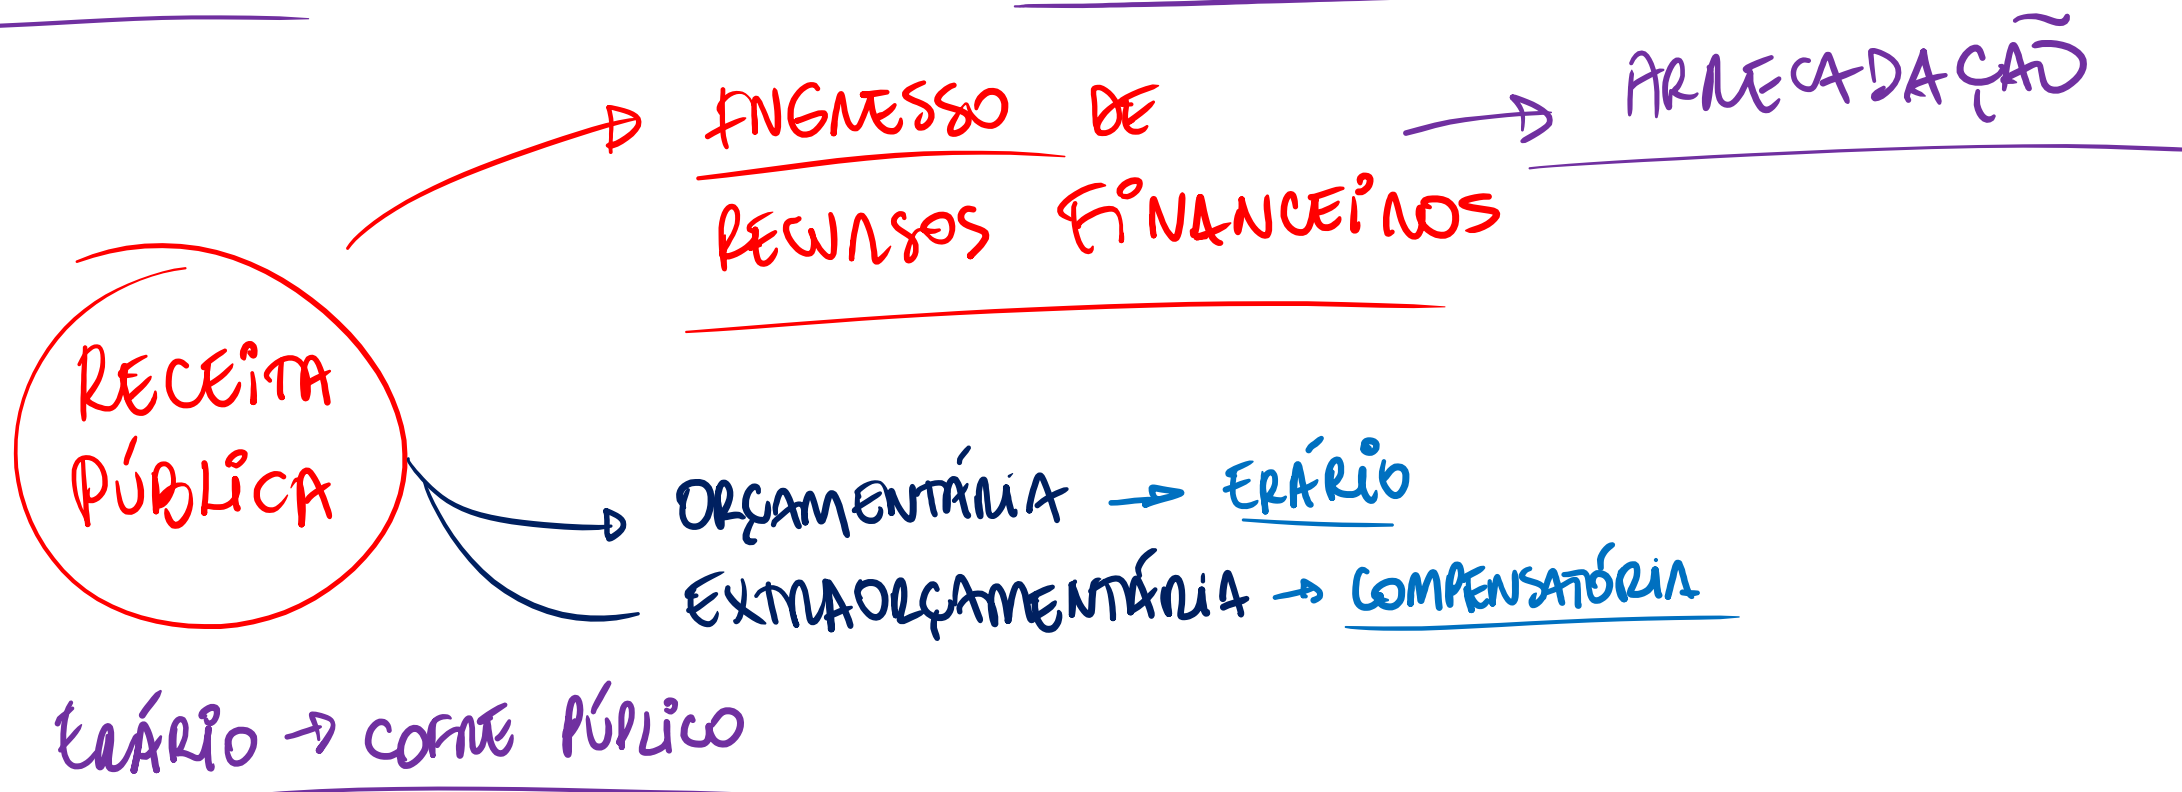 INGRESSO DE
RECURSOS FINANCEIROS
ARRECADAÇÃO
RECEITA
PÚBLICA
ORÇAMENTÁRIA → ERÁRIO
EXTRAORÇAMENTÁRIA → COMPENSATÓRIA
ERÁRIO → COFRE PÚBLICO